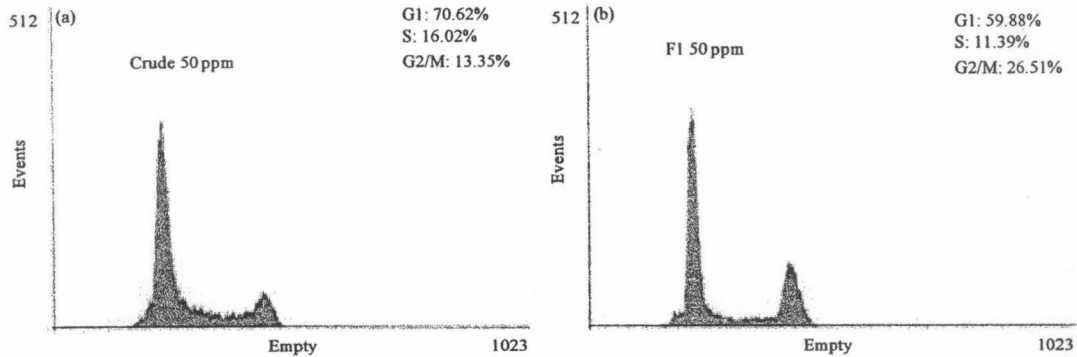 512
(a)
G1: 70.62%
S: 16.02%
G2/M: 13.35%
Crude 50 ppm
Events
Empty
1023
512
(b)
G1: 59.88%
S: 11.39%
G2/M: 26.51%
F1 50 ppm
Events
Empty
1023